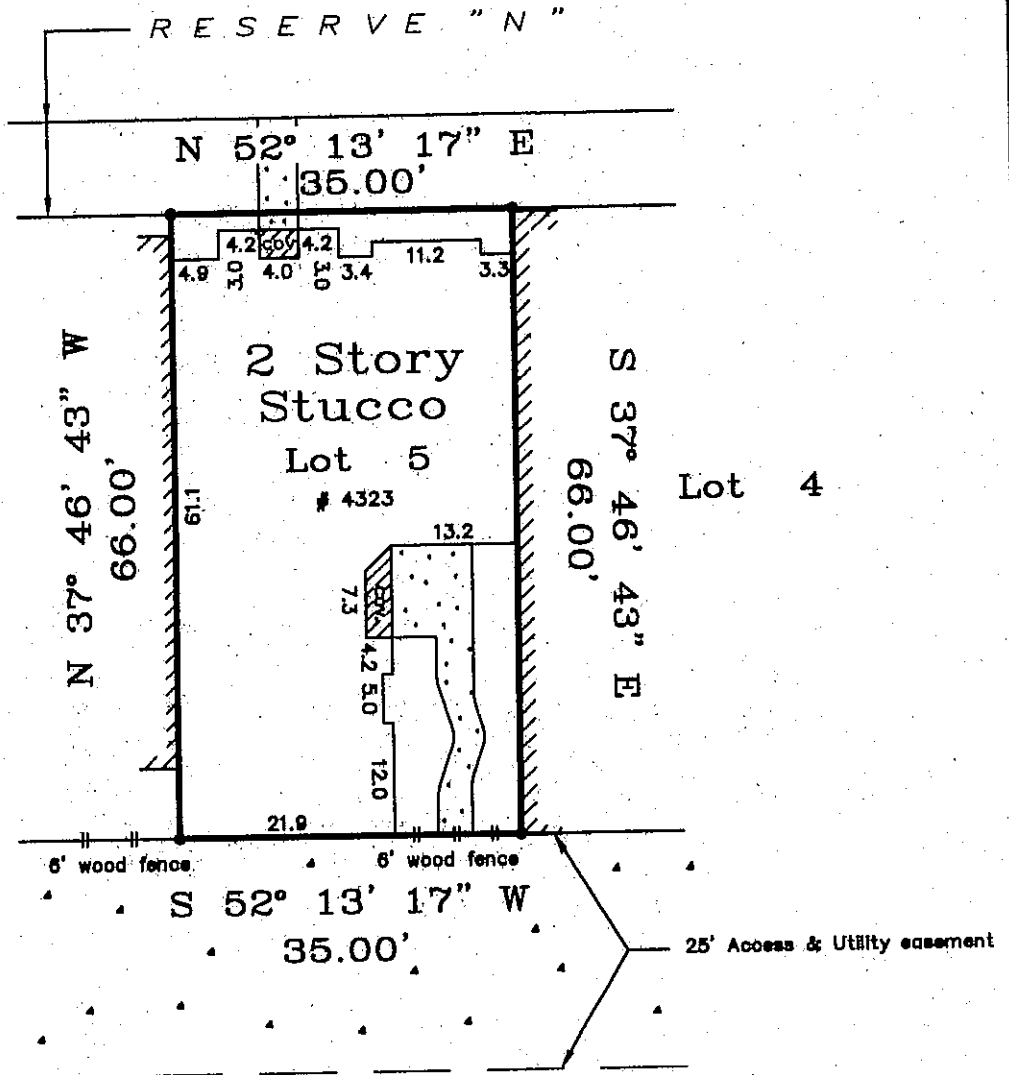 RESERVE "N"
N 52° 13' 17" E
35.00'
4.2
cov
4.2
4.9
3.0
4.0
3.0
3.4
11.2
3.3
2 Story
Stucco
Lot 5
# 4323
N 37° 46' 43" W
66.00'
61.1
S 37° 46' 43" E
66.00'
Lot 4
13.2
7.3
4.2
5.0
12.0
21.9
6' wood fence
6' wood fence
S 52° 13' 17" W
35.00'
25' Access & Utility easement